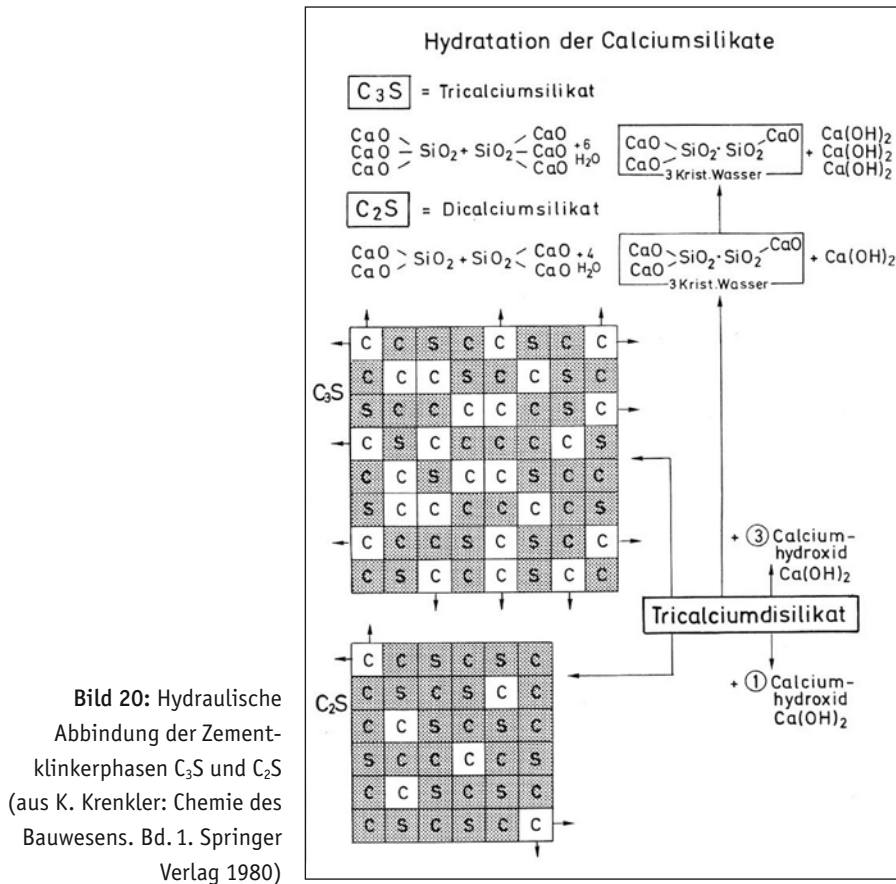 Hydratation der Calciumsilikate
C₃S = Tricalciumsilikat
CaO CaO CaO SiO₂ + SiO₂ CaO CaO CaO +6 H₂O
CaO CaO SiO₂·SiO₂ CaO
3 Krist.Wasser
+ Ca(OH)₂ Ca(OH)₂ Ca(OH)₂
C₂S = Dicalciumsilikat
CaO CaO SiO₂ + SiO₂ CaO CaO +4 H₂O
CaO CaO SiO₂·SiO₂ CaO
3 Krist.Wasser
+ Ca(OH)₂
C₃S
C C S C C S C C
C C C S C C S C
S C C C C C S C
C S C C C C C S
C C S C C S C C
S C C C C C C S
C C C S C S C C
C S C C C S C C
+ ③ Calcium-
hydroxid
Ca(OH)₂
Tricalciumdisilikat
+ ① Calcium-
hydroxid
Ca(OH)₂
C₂S
C C S C S C
C S C S C C
C C S C S C
S C C C C S
C C S C S C
C S C S C C
Bild 20: Hydraulische
Abbindung der Zement-
klinkerphasen C₃S und C₂S
(aus K. Krenkler: Chemie des
Bauwesens. Bd. 1. Springer
Verlag 1980)